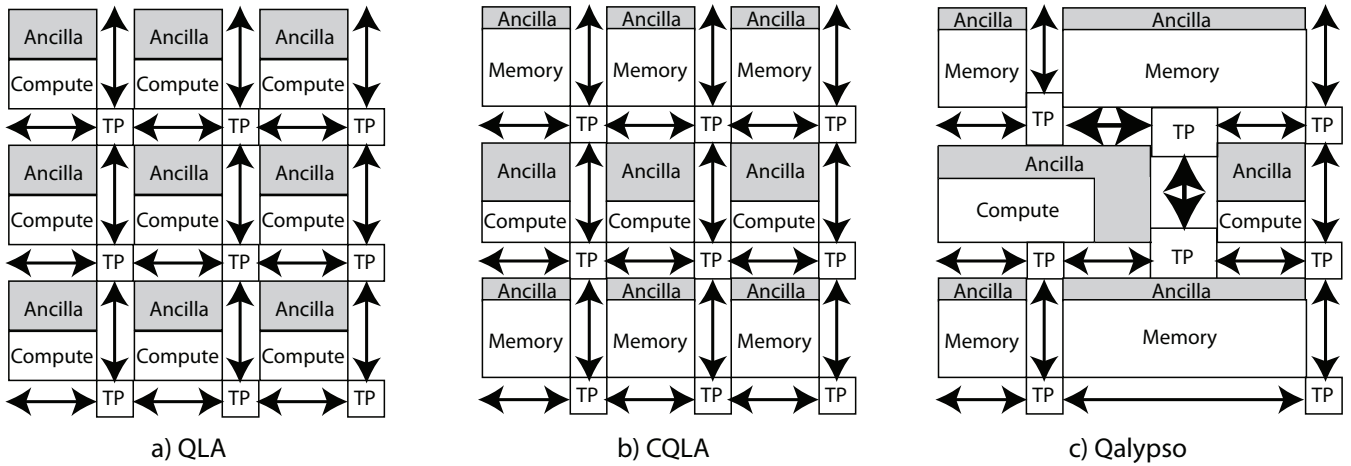 Ancilla Ancilla Ancilla
Compute Compute Compute
TP TP TP
Ancilla Ancilla Ancilla
Compute Compute Compute
TP TP TP
Ancilla Ancilla Ancilla
Compute Compute Compute
TP TP TP
a) QLA
Ancilla Ancilla Ancilla
Memory Memory Memory
TP TP TP
Ancilla Ancilla Ancilla
Compute Compute Compute
TP TP TP
Ancilla Ancilla Ancilla
Memory Memory Memory
TP TP TP
b) CQLA
Ancilla Ancilla
Memory Memory
TP TP TP
Ancilla Ancilla
Compute Compute
TP TP TP
Ancilla Ancilla
Memory Memory
TP TP
c) Qalypso